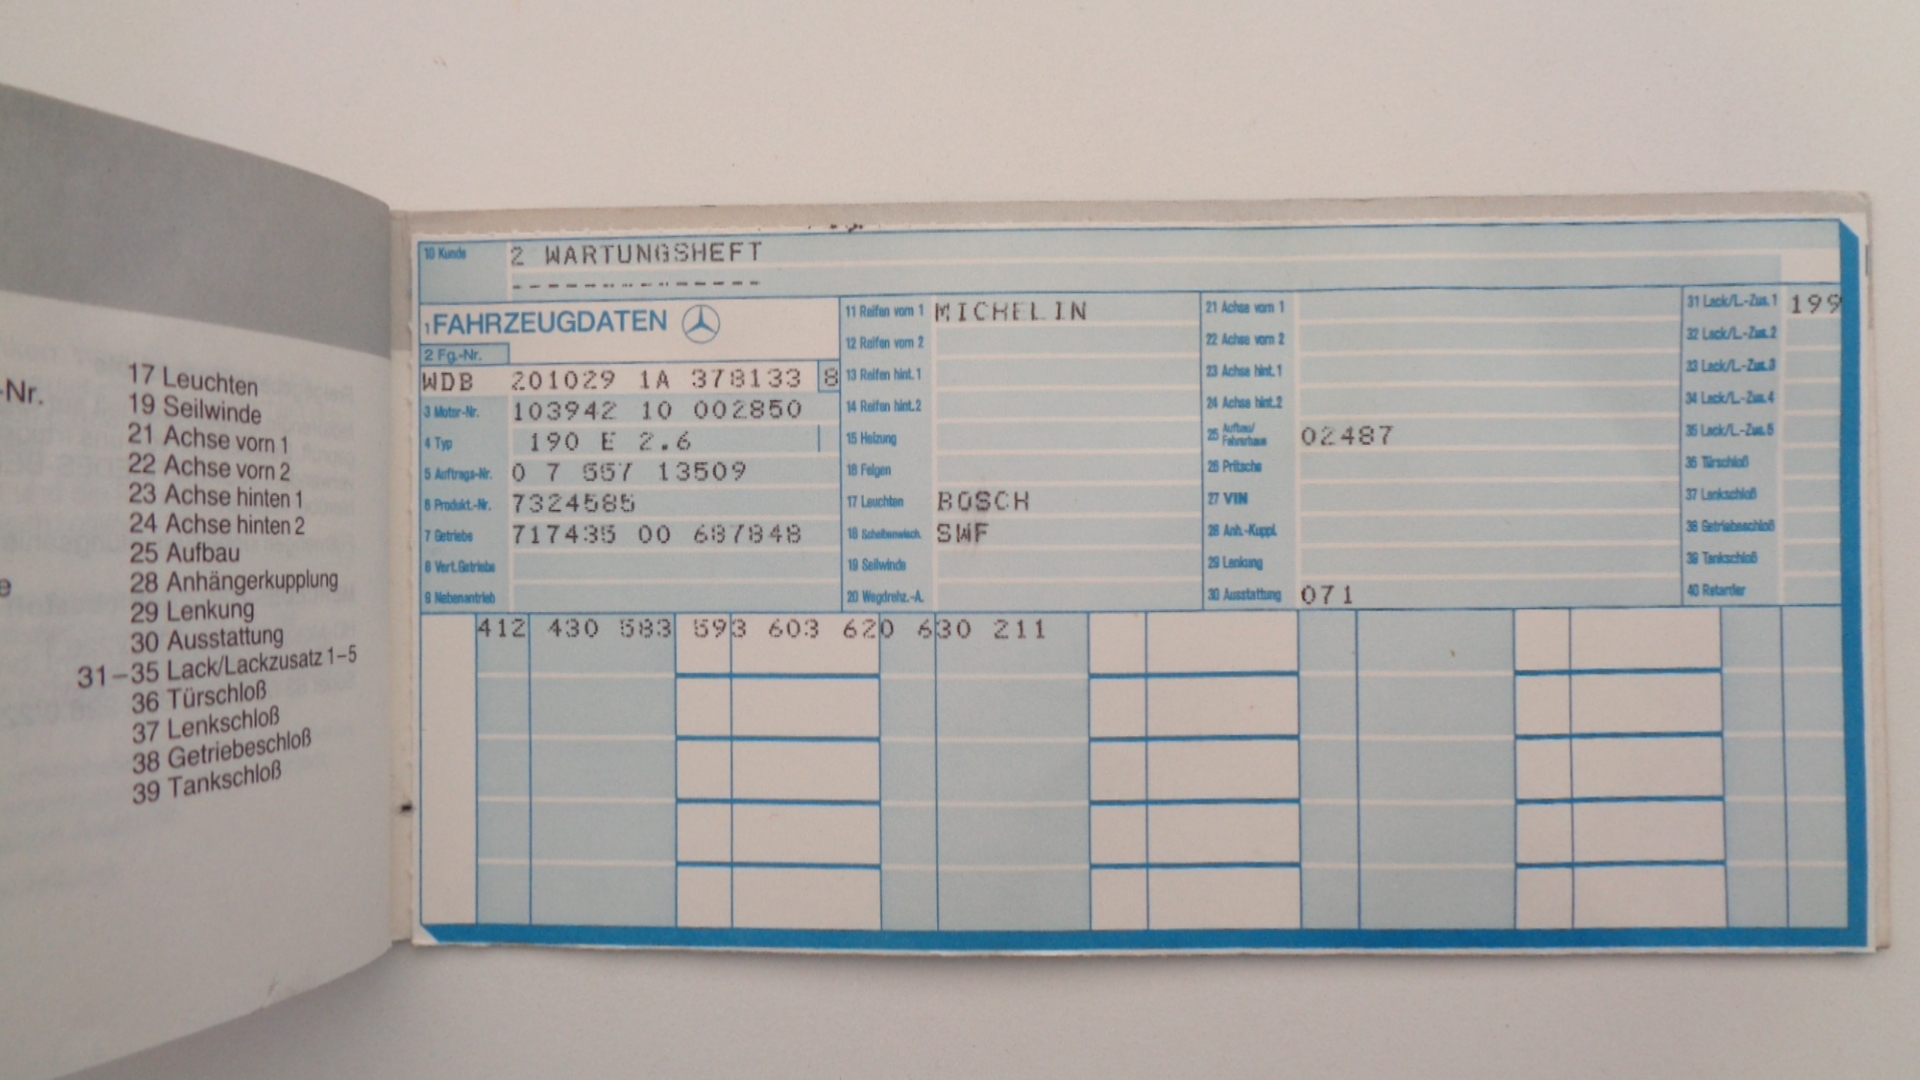 -Nr.
e
17 Leuchten
19 Seilwinde
21 Achse vorn 1
22 Achse vorn 2
23 Achse hinten 1
24 Achse hinten 2
25 Aufbau
28 Anhängerkupplung
29 Lenkung
30 Ausstattung
31–35 Lack/Lackzusatz 1–5
36 Türschloß
37 Lenkschloß
38 Getriebeschloß
39 Tankschloß
10 Kunde 2 WARTUNGSHEFT
--------------
1 FAHRZEUGDATEN
2 Fg.-Nr.
WDB 201029 1A 378133 8
3 Motor-Nr. 103942 10 002850
4 Typ 190 E 2.6
5 Auftrags-Nr. 0 7 557 13509
6 Produkt.-Nr. 7324585
7 Getriebe 717435 00 687848
8 Vert.Getriebe
9 Nebenantrieb
11 Reifen vorn 1 MICHELIN
12 Reifen vorn 2
13 Reifen hint.1
14 Reifen hint.2
15 Heizung
16 Felgen
17 Leuchten BOSCH
18 Scheibenwisch. SWF
19 Seilwinde
20 Wegdrehz.-A.
21 Achse vorn 1
22 Achse vorn 2
23 Achse hint.1
24 Achse hint.2
25 Aufbau/ Fahrerhaus 02487
26 Pritsche
27 VIN
28 Anh.-Kuppl.
29 Lenkung
30 Ausstattung 071
31 Lack/L.-Zus.1 199
32 Lack/L.-Zus.2
33 Lack/L.-Zus.3
34 Lack/L.-Zus.4
35 Lack/L.-Zus.5
36 Türschloß
37 Lenkschloß
38 Getriebeschloß
39 Tankschloß
40 Retarder
412 430 583 593 603 620 630 211